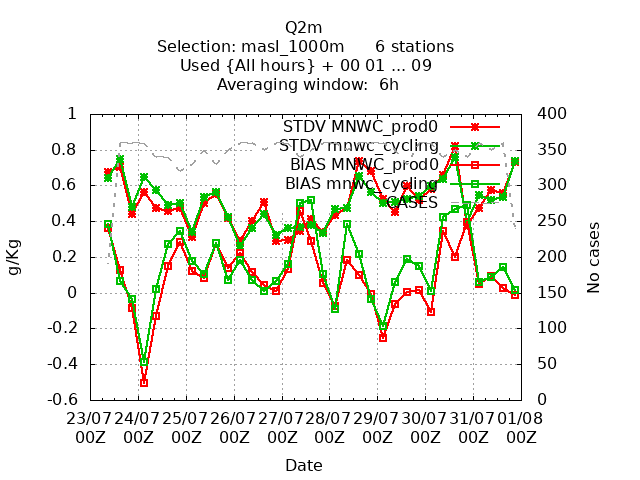 Q2m
Selection: masl_1000m 6 stations
Used {All hours} + 00 01 ... 09
Averaging window: 6h
STDV MNWC_prod0
STDV mnwc_cycling
BIAS MNWC_prod0
BIAS mnwc_cycling
CASES
1
0.8
0.6
0.4
0.2
0
-0.2
-0.4
-0.6
g/Kg
400
350
300
250
200
150
100
50
0
No cases
23/07 24/07 25/07 26/07 27/07 28/07 29/07 30/07 31/07 01/08
00Z 00Z 00Z 00Z 00Z 00Z 00Z 00Z 00Z 00Z
Date